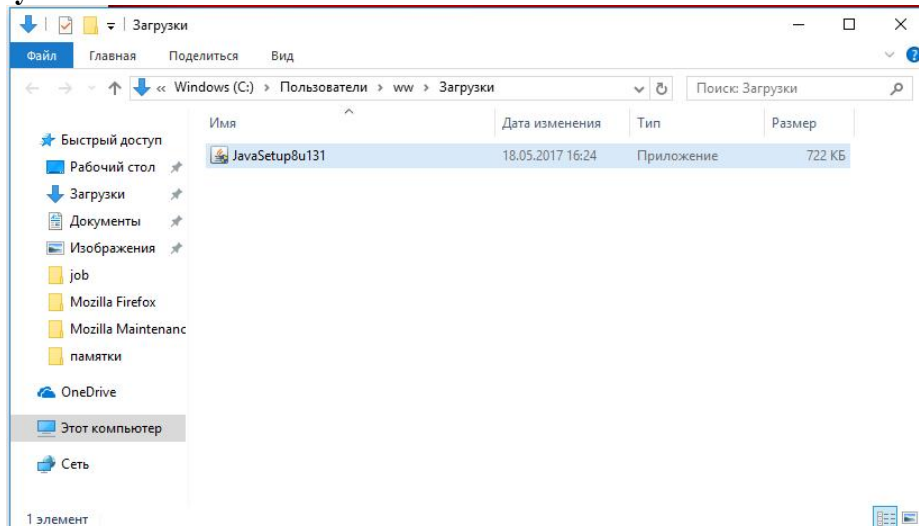 у
Загрузки
Файл Главная Поделиться Вид
« Windows (C:) › Пользователи › ww › Загрузки Поиск: Загрузки
Имя Дата изменения Тип Размер
JavaSetup8u131 18.05.2017 16:24 Приложение 722 КБ
Быстрый доступ
Рабочий стол
Загрузки
Документы
Изображения
job
Mozilla Firefox
Mozilla Maintenanc
памятки
OneDrive
Этот компьютер
Сеть
1 элемент